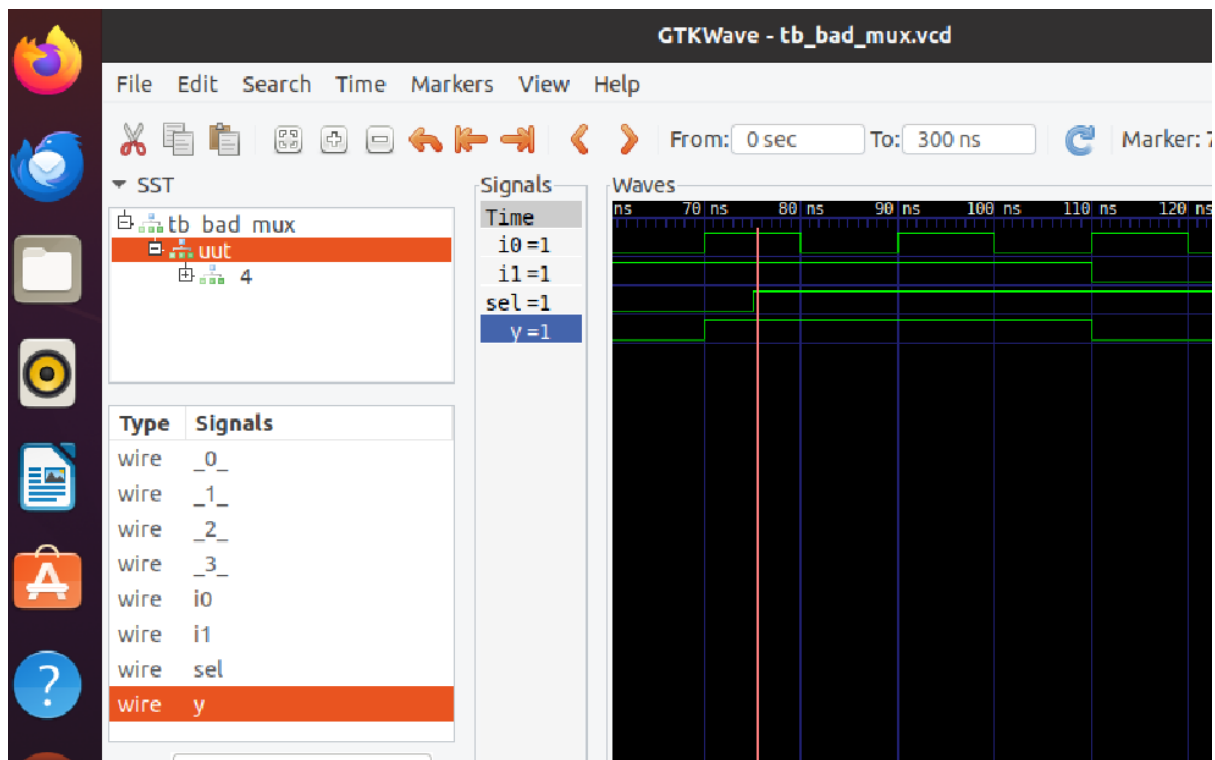 GTKWave - tb_bad_mux.vcd
File Edit Search Time Markers View Help
From: 0 sec To: 300 ns Marker: 7
SST
tb_bad_mux
uut
_4_
Type Signals
wire _0_
wire _1_
wire _2_
wire _3_
wire i0
wire i1
wire sel
wire y
Signals
Time
i0 =1
i1 =1
sel =1
y =1
Waves
ns 70 ns 80 ns 90 ns 100 ns 110 ns 120 ns